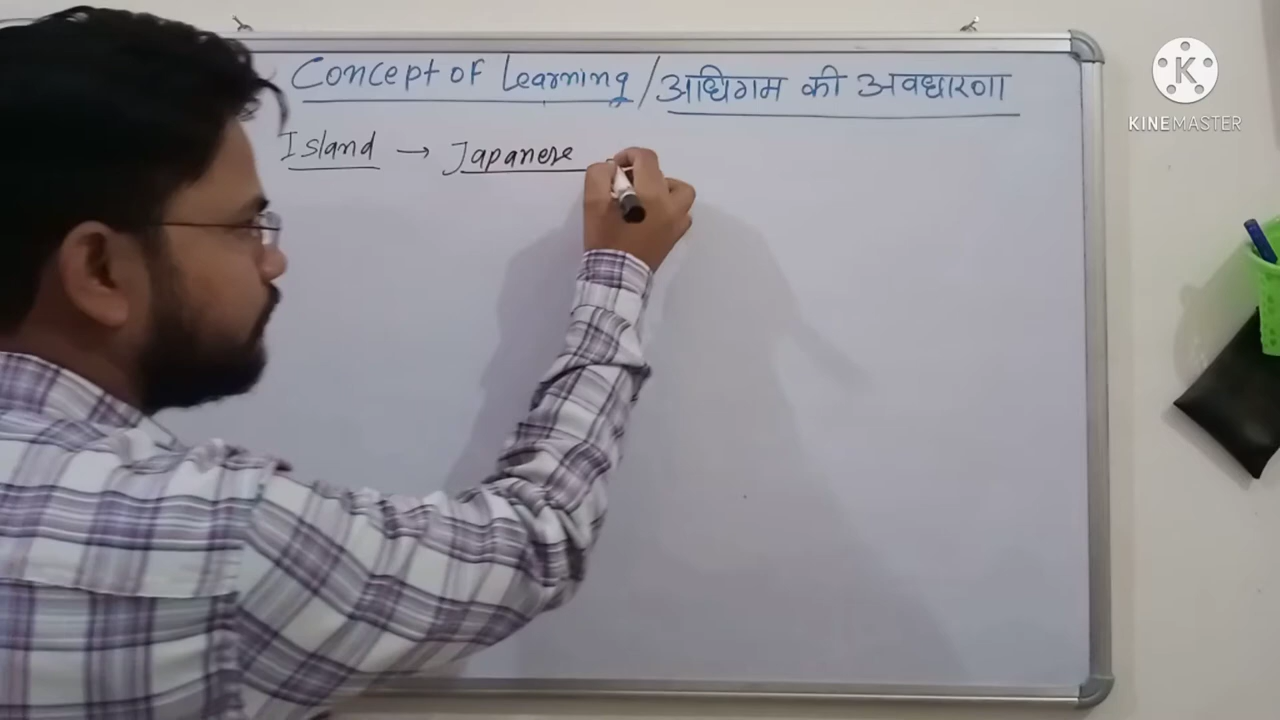 Concept of Learning / अधिगम की अवधारणा
Island → Japanese
KINEMASTER